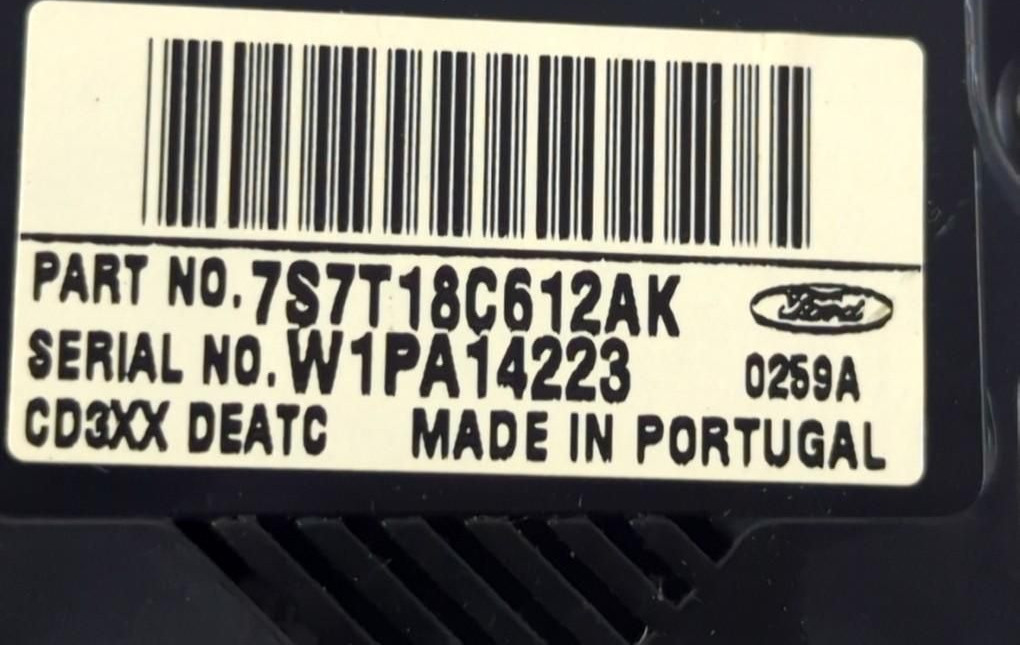 PART NO.7S7T18C612AK
Ford
SERIAL NO.W1PA14223
0259A
CD3XX DEATC MADE IN PORTUGAL